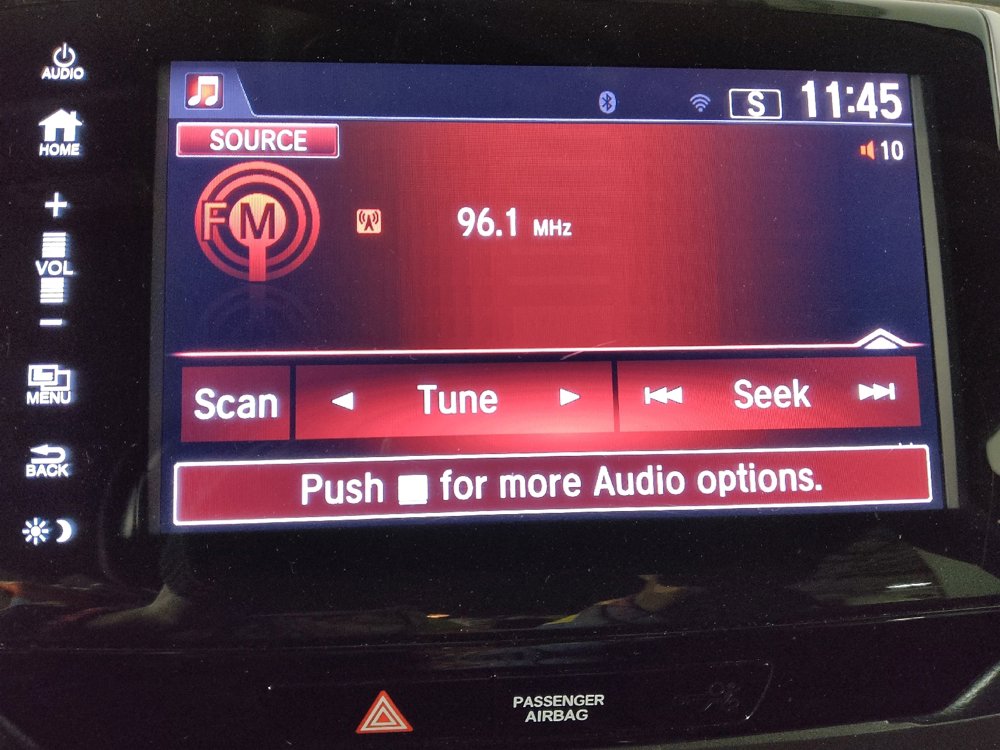 AUDIO
HOME
+
VOL
−
MENU
BACK
S 11:45
SOURCE
10
FM
96.1 MHz
Scan
Tune
Seek
Push for more Audio options.
PASSENGER
AIRBAG